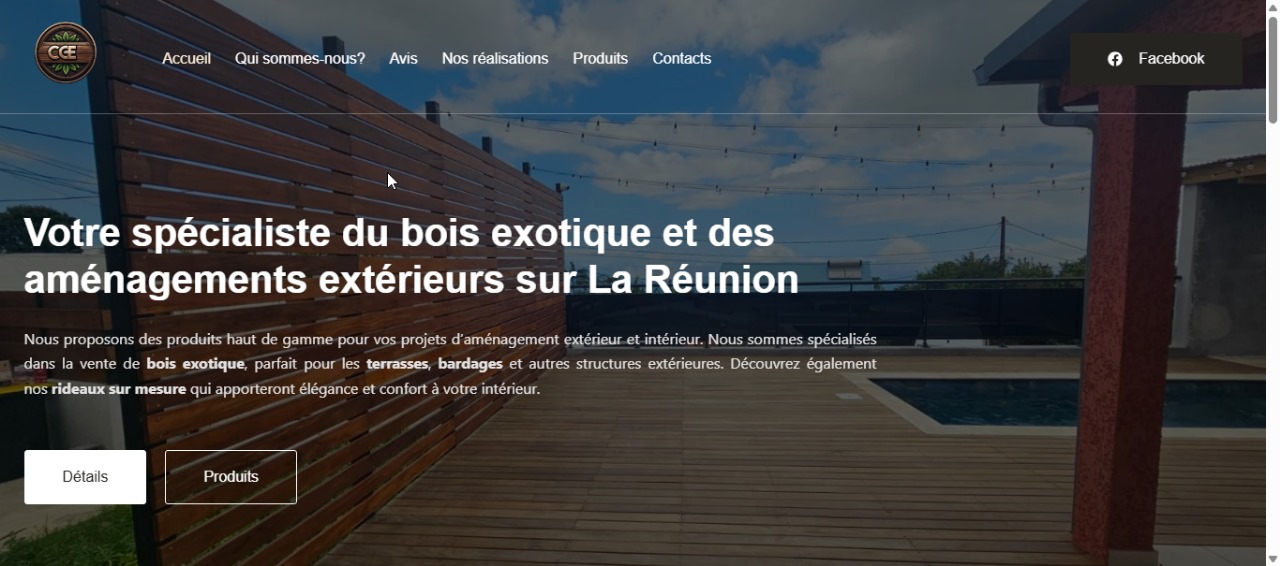 CGE
Accueil Qui sommes-nous? Avis Nos réalisations Produits Contacts
Facebook
Votre spécialiste du bois exotique et des
aménagements extérieurs sur La Réunion
Nous proposons des produits haut de gamme pour vos projets d'aménagement extérieur et intérieur. Nous sommes spécialisés
dans la vente de bois exotique, parfait pour les terrasses, bardages et autres structures extérieures. Découvrez également
nos rideaux sur mesure qui apporteront élégance et confort à votre intérieur.
Détails
Produits